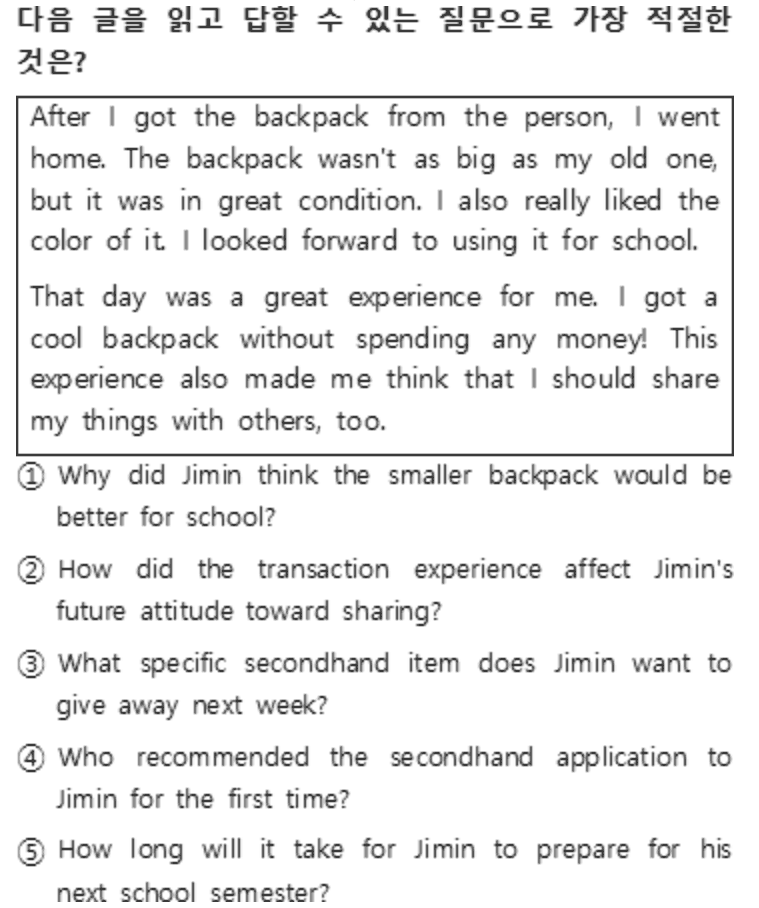 다음 글을 읽고 답할 수 있는 질문으로 가장 적절한
것은?
After I got the backpack from the person, I went
home. The backpack wasn't as big as my old one,
but it was in great condition. I also really liked the
color of it. I looked forward to using it for school.
That day was a great experience for me. I got a
cool backpack without spending any money! This
experience also made me think that I should share
my things with others, too.
① Why did Jimin think the smaller backpack would be
better for school?
② How did the transaction experience affect Jimin's
future attitude toward sharing?
③ What specific secondhand item does Jimin want to
give away next week?
④ Who recommended the secondhand application to
Jimin for the first time?
⑤ How long will it take for Jimin to prepare for his
next school semester?